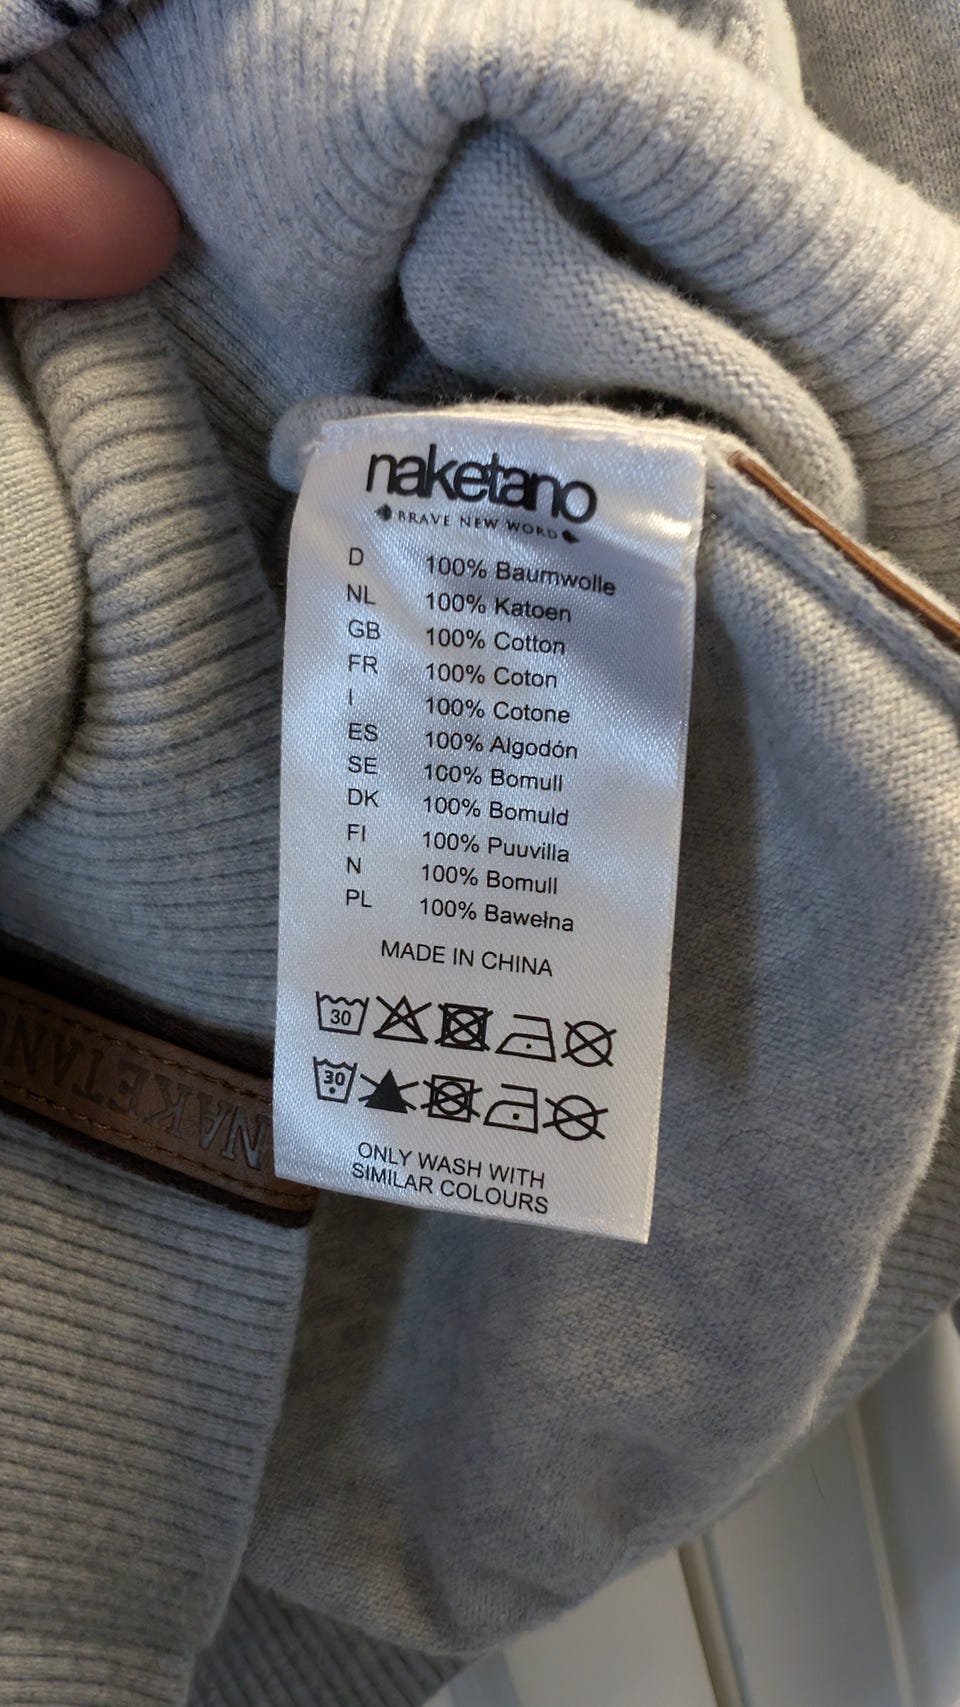 naketano
BRAVE NEW WORD
D 100% Baumwolle
NL 100% Katoen
GB 100% Cotton
FR 100% Coton
I 100% Cotone
ES 100% Algodón
SE 100% Bomull
DK 100% Bomuld
FI 100% Puuvilla
N 100% Bomull
PL 100% Bawełna
MADE IN CHINA
30
30
ONLY WASH WITH
SIMILAR COLOURS
NAKETANO